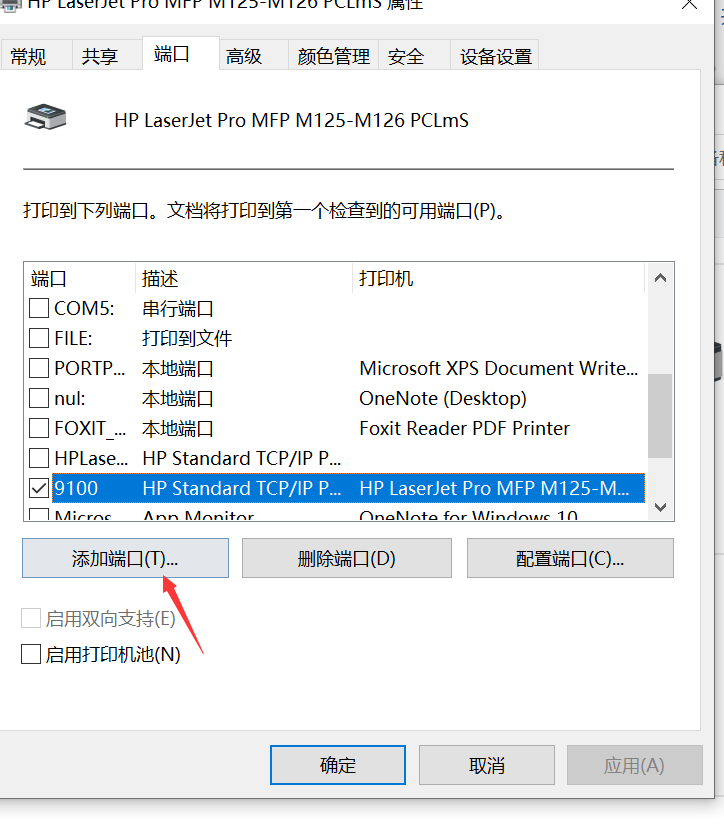 HP LaserJet Pro MFP M125-M126 PCLmS 属性
常规 共享 端口 高级 颜色管理 安全 设备设置
HP LaserJet Pro MFP M125-M126 PCLmS
打印到下列端口。文档将打印到第一个检查到的可用端口(P)。
端口 描述 打印机
COM5: 串行端口
FILE: 打印到文件
PORTP... 本地端口 Microsoft XPS Document Write...
nul: 本地端口 OneNote (Desktop)
FOXIT_... 本地端口 Foxit Reader PDF Printer
HPLase... HP Standard TCP/IP P...
9100 HP Standard TCP/IP P... HP LaserJet Pro MFP M125-M...
Micros App Monitor OneNote for Windows 10
添加端口(T)... 删除端口(D) 配置端口(C)...
启用双向支持(E)
启用打印机池(N)
确定 取消 应用(A)